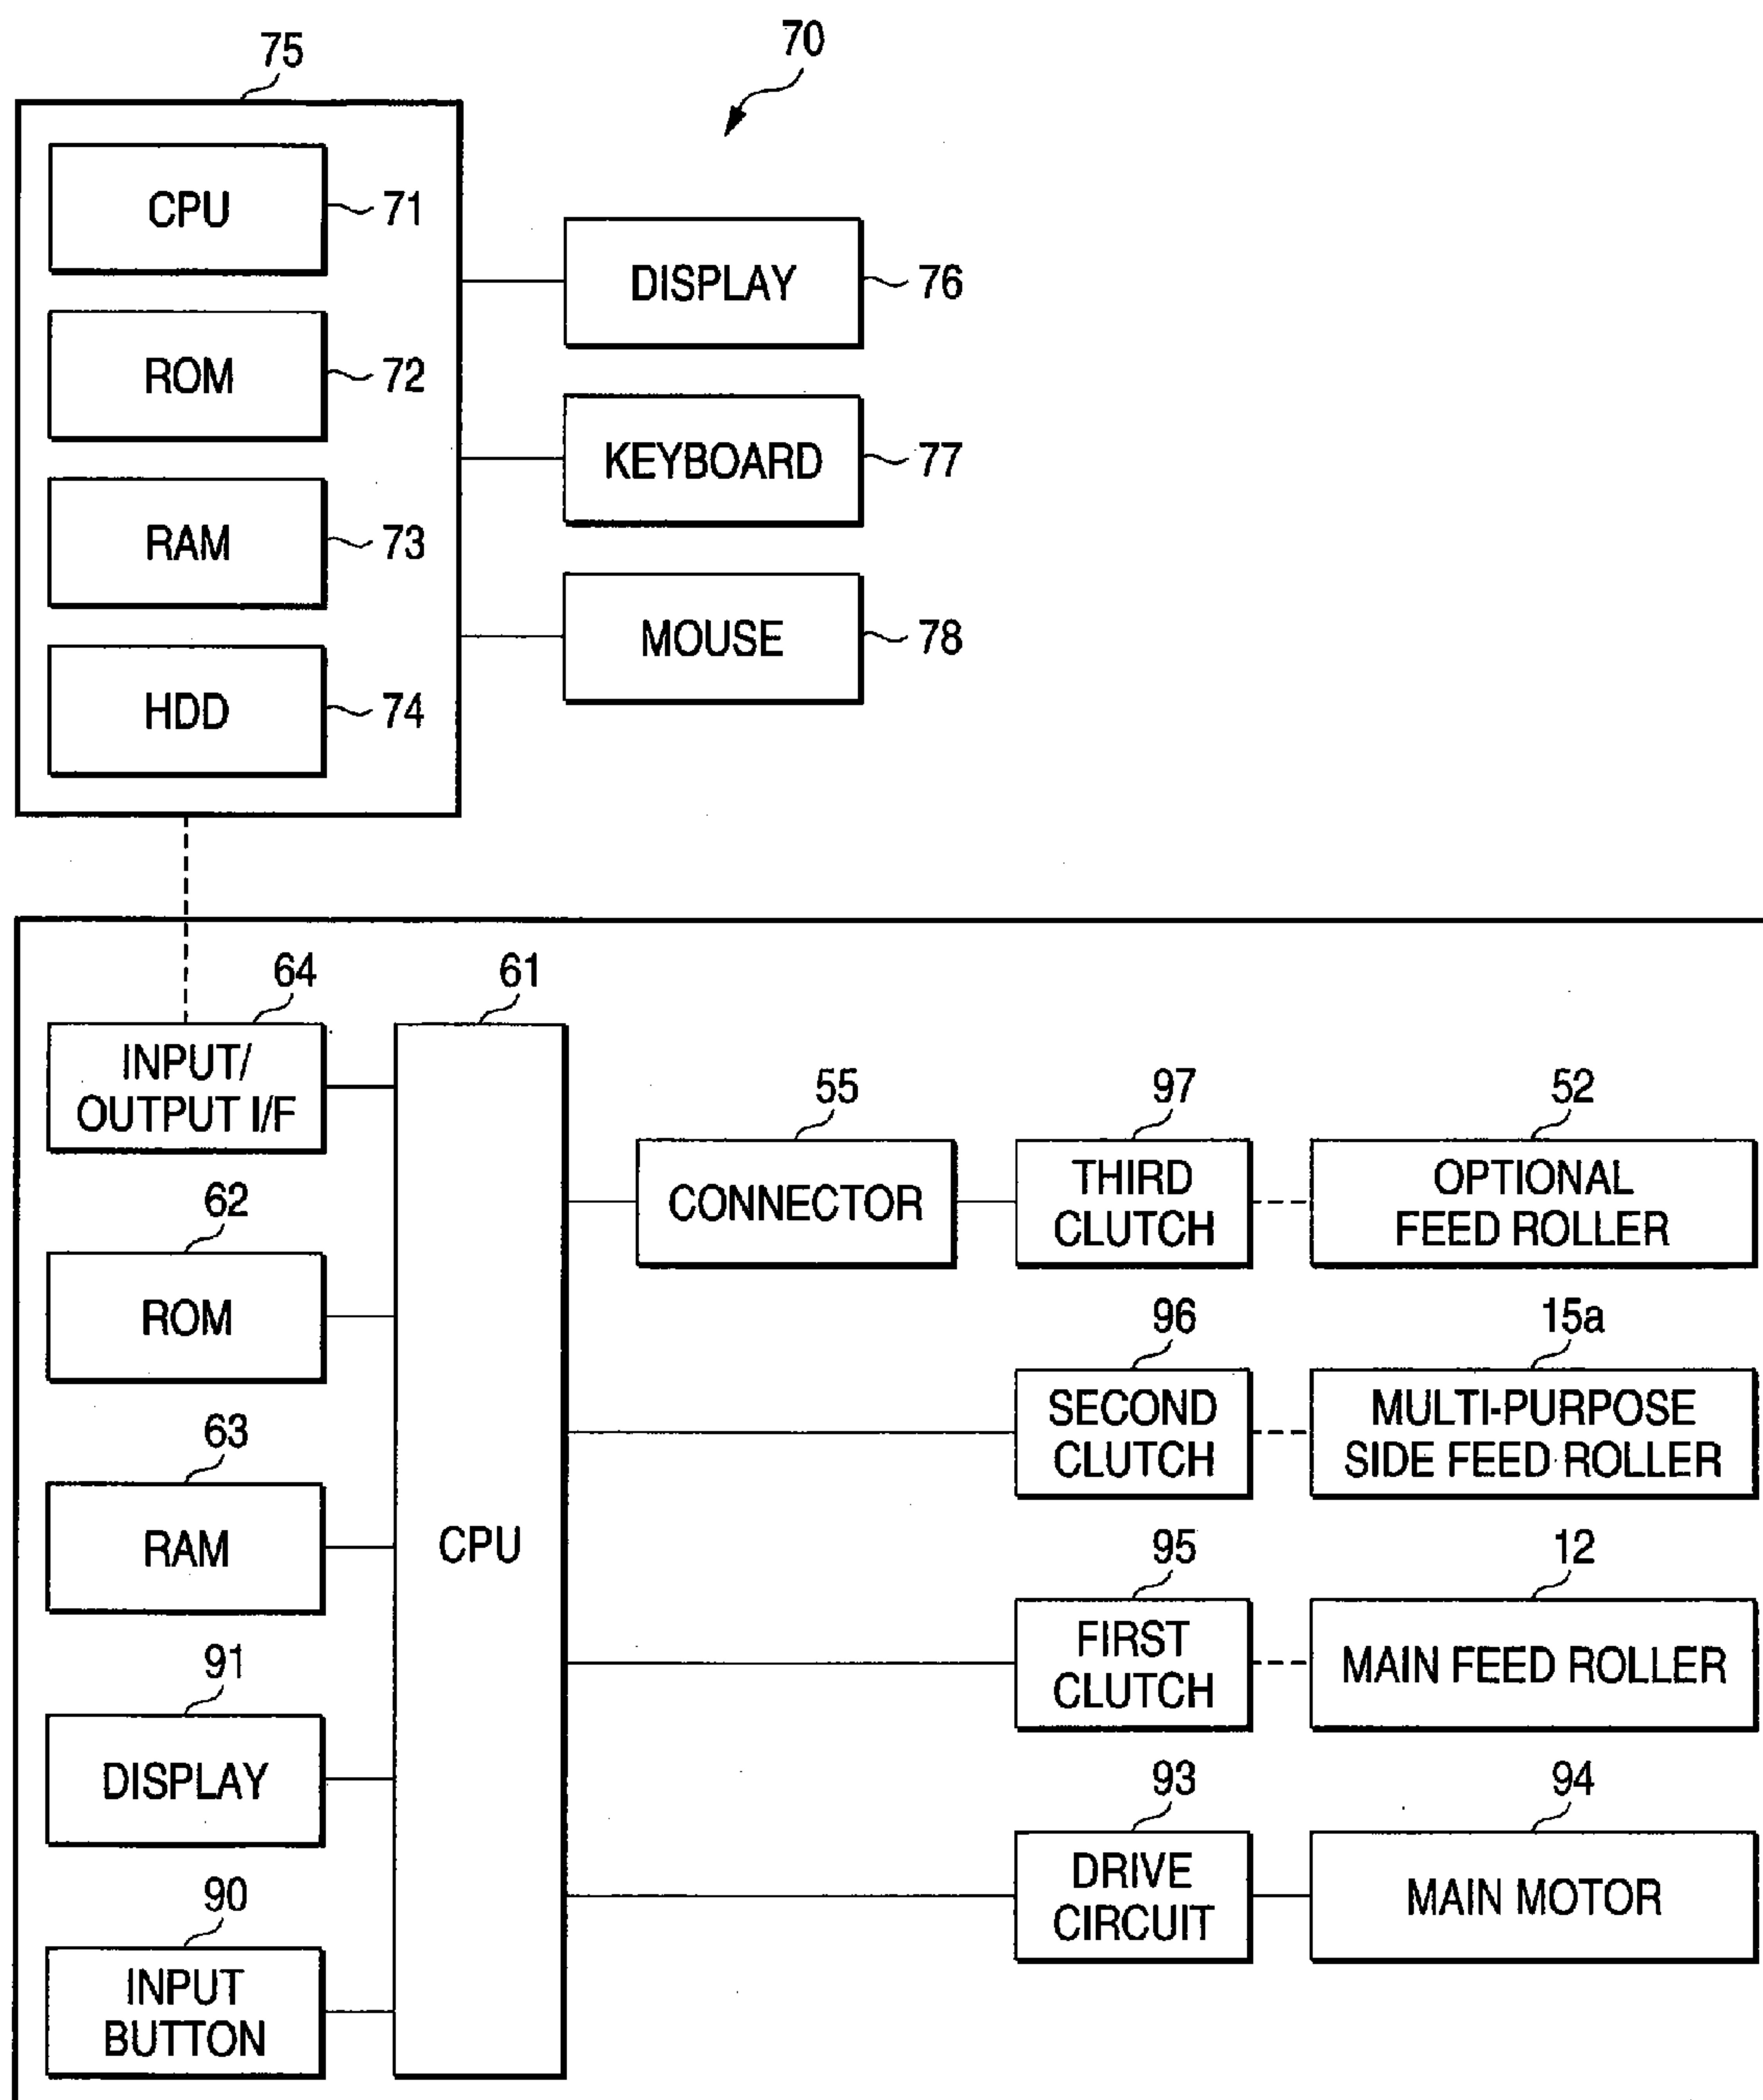 75
70
CPU
71
ROM
72
RAM
73
HDD
74
DISPLAY
76
KEYBOARD
77
MOUSE
78
64
INPUT/
OUTPUT I/F
62
ROM
63
RAM
91
DISPLAY
90
INPUT
BUTTON
61
CPU
55
CONNECTOR
97
THIRD
CLUTCH
52
OPTIONAL
FEED ROLLER
96
SECOND
CLUTCH
15a
MULTI-PURPOSE
SIDE FEED ROLLER
95
FIRST
CLUTCH
12
MAIN FEED ROLLER
93
DRIVE
CIRCUIT
94
MAIN MOTOR